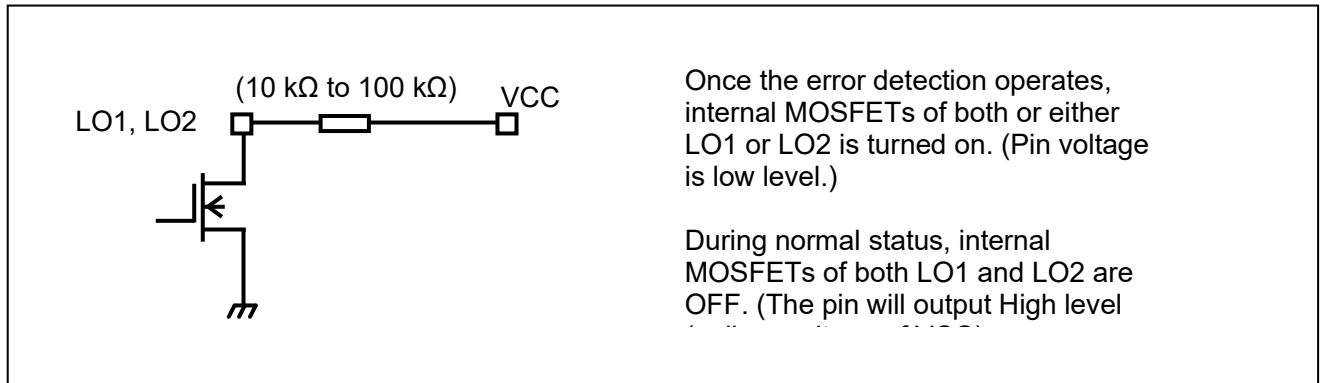 (10 kΩ to 100 kΩ)
VCC
LO1, LO2
Once the error detection operates,
internal MOSFETs of both or either
LO1 or LO2 is turned on. (Pin voltage
is low level.)
During normal status, internal
MOSFETs of both LO1 and LO2 are
OFF. (The pin will output High level